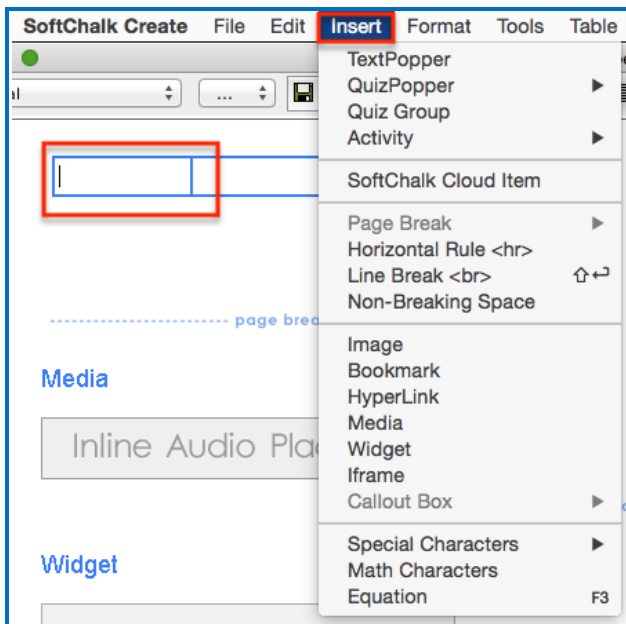 SoftChalk Create File Edit Insert Format Tools Table
...
TextPopper
QuizPopper
Quiz Group
Activity
SoftChalk Cloud Item
Page Break
Horizontal Rule <hr>
Line Break <br> ⇧↩
Non-Breaking Space
page brea
Image
Bookmark
HyperLink
Media
Widget
Iframe
Callout Box
Special Characters
Math Characters
Equation F3
Media
Inline Audio Pla
Widget